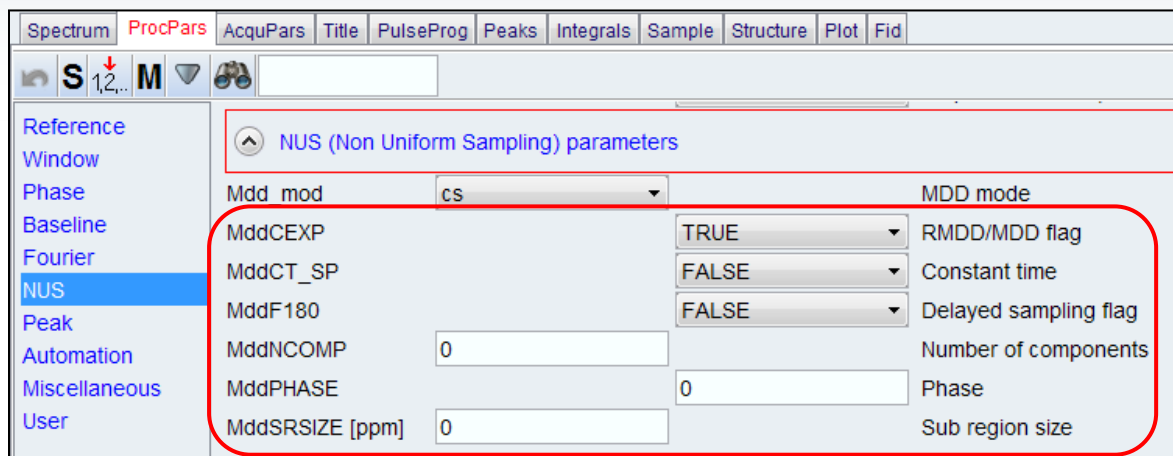 Spectrum ProcPars AcquPars Title PulseProg Peaks Integrals Sample Structure Plot Fid
S 1,2,.. M
Reference
Window
Phase
Baseline
Fourier
NUS
Peak
Automation
Miscellaneous
User
NUS (Non Uniform Sampling) parameters
Mdd_mod cs MDD mode
MddCEXP TRUE RMDD/MDD flag
MddCT_SP FALSE Constant time
MddF180 FALSE Delayed sampling flag
MddNCOMP 0 Number of components
MddPHASE 0 Phase
MddSRSIZE [ppm] 0 Sub region size